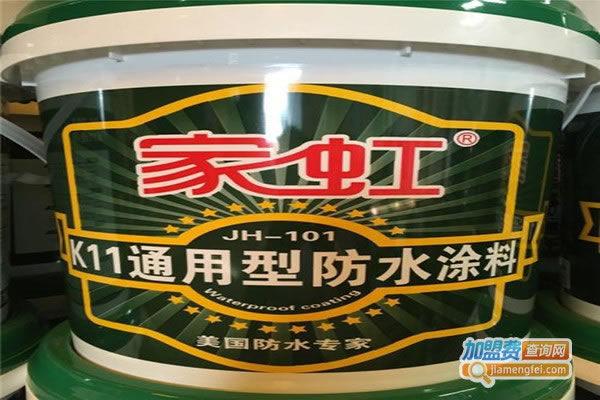 家虹®
JH-101
K11通用型防水涂料
Waterproof coating
美国防水专家
加盟费查询网
jiamengfei.com